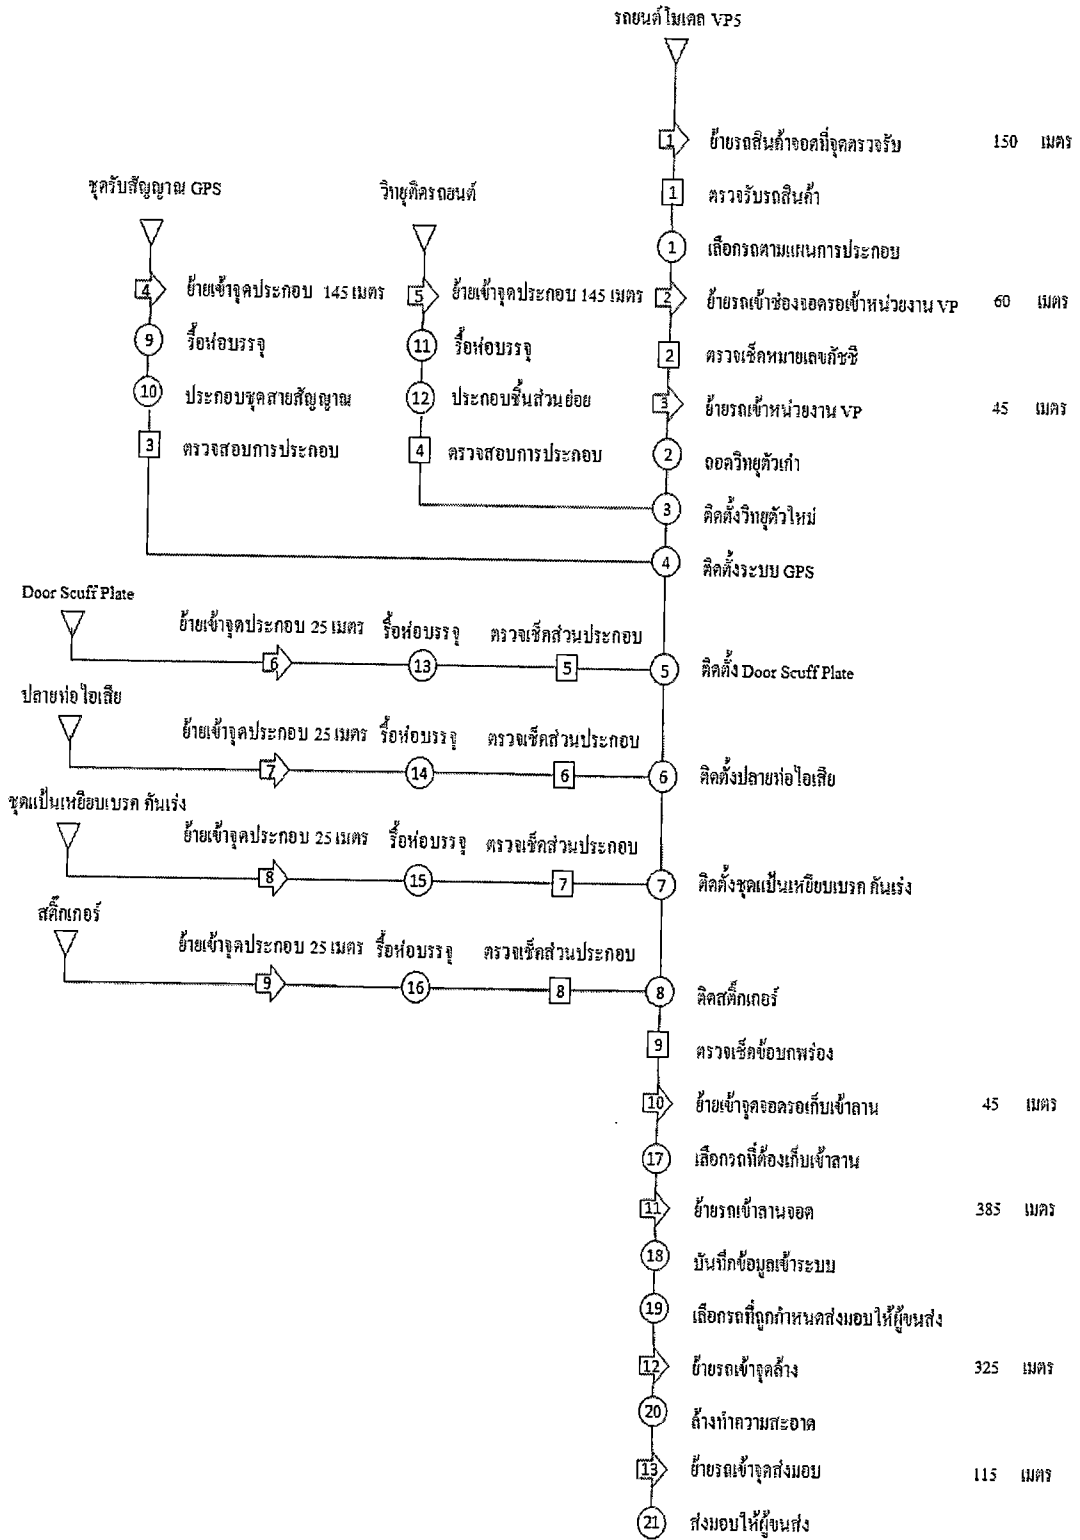 รถยนต์โมเดล VP5
1 ย้ายรถสินค้าจอดที่จุดตรวจรับ 150 เมตร
1 ตรวจรับรถสินค้า
1 เลือกรถตามแผนการประกอบ
2 ย้ายรถเข้าช่องจอดรอเข้าหน่วยงาน VP 60 เมตร
2 ตรวจเช็คหมายเลขคัชซี
3 ย้ายรถเข้าหน่วยงาน VP 45 เมตร
2 ถอดวิทยุตัวเก่า
3 ติดตั้งวิทยุตัวใหม่
4 ติดตั้งระบบ GPS
ชุดรับสัญญาณ GPS
4 ย้ายเข้าจุดประกอบ 145 เมตร
9 รื้อห่อบรรจุ
10 ประกอบชุดสายสัญญาณ
3 ตรวจสอบการประกอบ
วิทยุติดรถยนต์
5 ย้ายเข้าจุดประกอบ 145 เมตร
11 รื้อห่อบรรจุ
12 ประกอบชิ้นส่วนย่อย
4 ตรวจสอบการประกอบ
Door Scuff Plate
ย้ายเข้าจุดประกอบ 25 เมตร รื้อห่อบรรจุ ตรวจเช็คส่วนประกอบ
6 13 5 5 ติดตั้ง Door Scuff Plate
ปลายท่อไอเสีย
ย้ายเข้าจุดประกอบ 25 เมตร รื้อห่อบรรจุ ตรวจเช็คส่วนประกอบ
7 14 6 6 ติดตั้งปลายท่อไอเสีย
ชุดแป้นเหยียบเบรค คันเร่ง
ย้ายเข้าจุดประกอบ 25 เมตร รื้อห่อบรรจุ ตรวจเช็คส่วนประกอบ
8 15 7 7 ติดตั้งชุดแป้นเหยียบเบรค คันเร่ง
สติ๊กเกอร์
ย้ายเข้าจุดประกอบ 25 เมตร รื้อห่อบรรจุ ตรวจเช็คส่วนประกอบ
9 16 8 8 ติดสติ๊กเกอร์
9 ตรวจเช็คข้อบกพร่อง
10 ย้ายเข้าจุดจอดรอเก็บเข้าลาน 45 เมตร
17 เลือกรถที่ต้องเก็บเข้าลาน
11 ย้ายรถเข้าลานจอด 385 เมตร
18 บันทึกข้อมูลเข้าระบบ
19 เลือกรถที่ถูกกำหนดส่งมอบให้ผู้ขนส่ง
12 ย้ายรถเข้าจุดล้าง 325 เมตร
20 ล้างทำความสะอาด
13 ย้ายรถเข้าจุดส่งมอบ 115 เมตร
21 ส่งมอบให้ผู้ขนส่ง